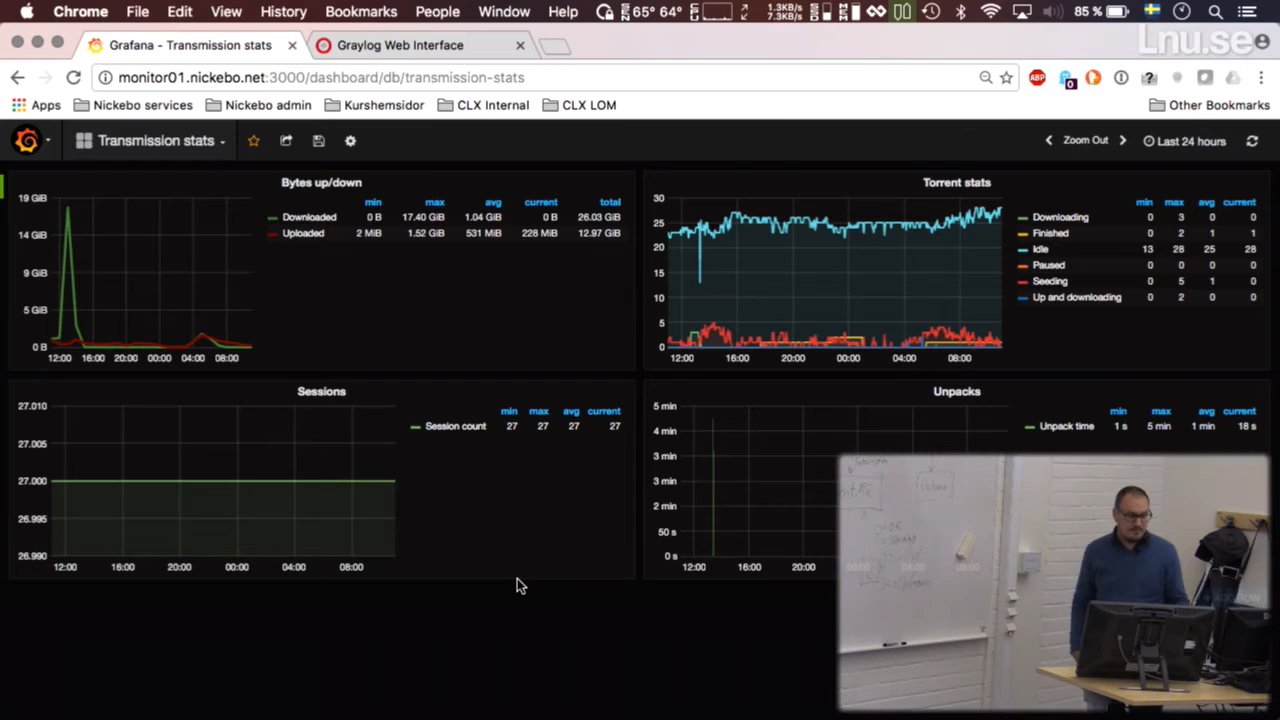 Chrome File Edit View History Bookmarks People Window Help 65° 64° 1.3KB/s 7.3KB/s 85 %
Grafana - Transmission stats Graylog Web Interface
Lnu.se
monitor01.nickebo.net:3000/dashboard/db/transmission-stats ABP 0
Apps Nickebo services Nickebo admin Kurshemsidor CLX Internal CLX LOM Other Bookmarks
Transmission stats Zoom Out Last 24 hours
Bytes up/down
19 GiB
14 GiB
9 GiB
5 GiB
0 B
12:00 16:00 20:00 00:00 04:00 08:00
min max avg current total
Downloaded 0 B 17.40 GiB 1.04 GiB 0 B 26.03 GiB
Uploaded 2 MiB 1.52 GiB 531 MiB 228 MiB 12.97 GiB
Torrent stats
30
25
20
15
10
5
0
12:00 16:00 20:00 00:00 04:00 08:00
min max avg current
Downloading 0 3 0 0
Finished 0 2 1 1
Idle 13 28 25 28
Paused 0 0 0 0
Seeding 0 5 1 0
Up and downloading 0 2 0 0
Sessions
27.010
27.005
27.000
26.995
26.990
12:00 16:00 20:00 00:00 04:00 08:00
min max avg current
Session count 27 27 27 27
Unpacks
5 min
4 min
3 min
3 min
2 min
50 s
0 s
12:00 16:00 20:00 00:00 04:00 08:00
min max avg current
Unpack time 1 s 5 min 1 min 18 s